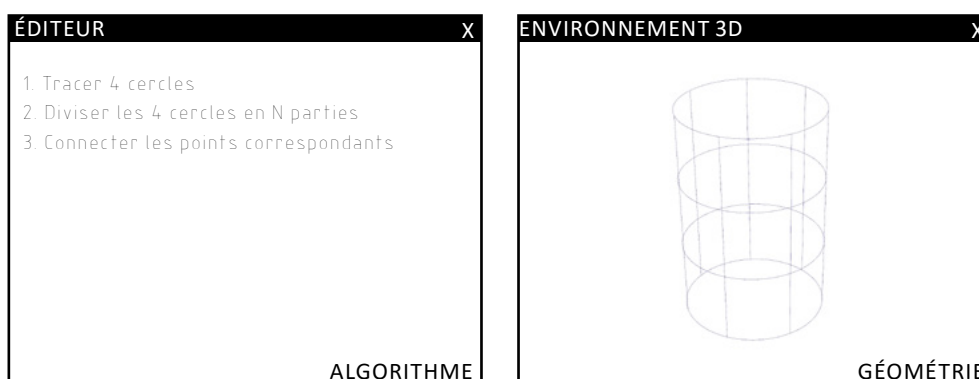 ÉDITEUR X
1. Tracer 4 cercles
2. Diviser les 4 cercles en N parties
3. Connecter les points correspondants
ALGORITHME
ENVIRONNEMENT 3D X
GÉOMÉTRIE